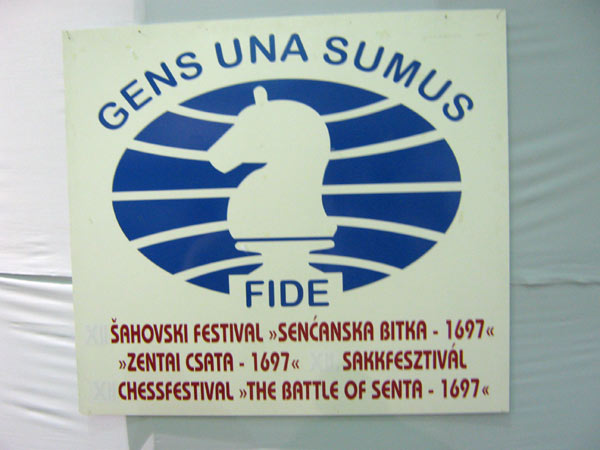 GENS UNA SUMUS
FIDE
ŠAHOVSKI FESTIVAL »SENĆANSKA BITKA - 1697«
»ZENTAI CSATA - 1697« SAKKFESZTIVÁL
CHESSFESTIVAL »THE BATTLE OF SENTA - 1697«